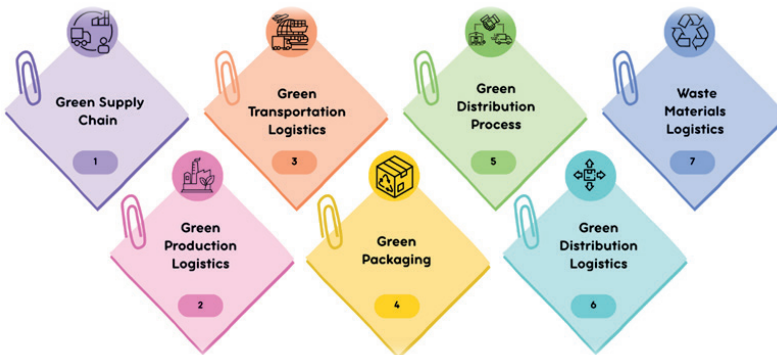 Green Supply
Chain
1
Green
Production
Logistics
2
Green
Transportation
Logistics
3
Green
Packaging
4
Green
Distribution
Process
5
Green
Distribution
Logistics
6
Waste
Materials
Logistics
7